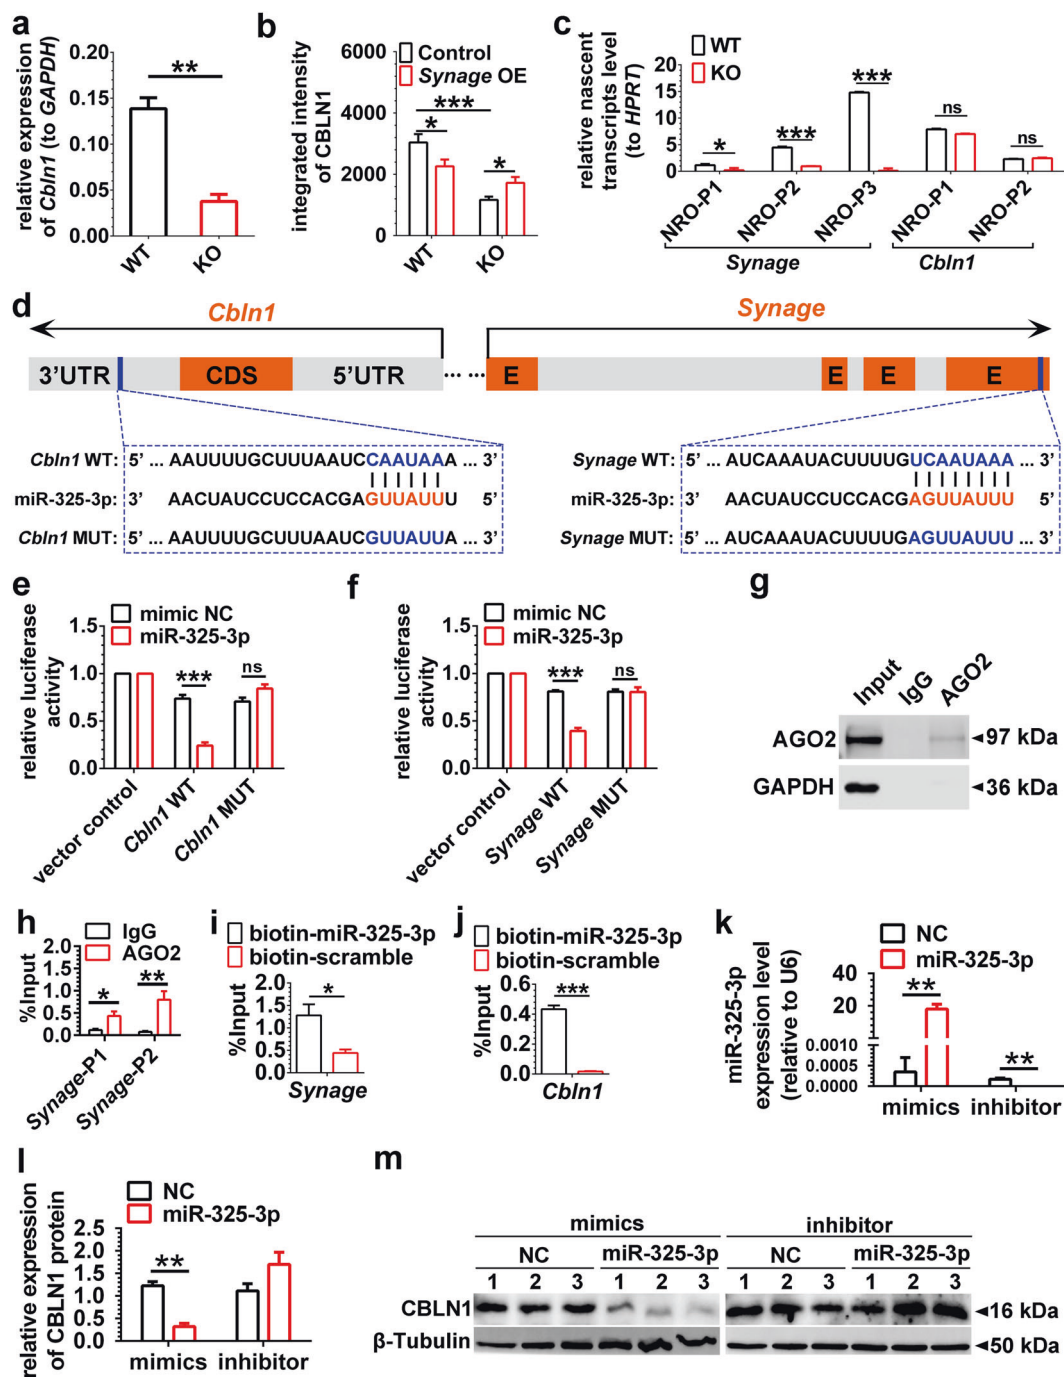 a
relative expression
of Cbln1 (to GAPDH)
0.20
0.15
0.10
0.05
0.00
**
WT
KO
b
integrated intensity
of CBLN1
6000
4000
2000
0
Control
Synage OE
***
*
*
WT
KO
c
relative nascent
transcripts level
(to HPRT)
WT
KO
20
15
10
5
0
*
***
***
ns
ns
NRO-P1
NRO-P2
NRO-P3
NRO-P1
NRO-P2
Synage
Cbln1
d
Cbln1
Synage
3'UTR
CDS
5'UTR
... ...
E
E
E
E
Cbln1 WT: 5' ... AAUUUUGCUUUAAUCCAAUAAA ... 3'
miR-325-3p: 3' AACUAUCCUCCACGAGUUAUUU 5'
Cbln1 MUT: 5' ... AAUUUUGCUUUAAUCGUUAUUA ... 3'
Synage WT: 5' ... AUCAAAUACUUUUGUCAAUAAA ... 3'
miR-325-3p: 3' AACUAUCCUCCACGAGUUAUUU 5'
Synage MUT: 5' ... AUCAAAUACUUUUGAGUUAUUU ... 3'
e
relative luciferase
activity
1.5
1.0
0.5
0.0
mimic NC
miR-325-3p
***
ns
vector control
Cbln1 WT
Cbln1 MUT
f
relative luciferase
activity
1.5
1.0
0.5
0.0
mimic NC
miR-325-3p
***
ns
vector control
Synage WT
Synage MUT
g
Input
IgG
AGO2
AGO2
97 kDa
GAPDH
36 kDa
h
IgG
AGO2
%Input
2.0
1.5
1.0
0.5
0.0
*
**
Synage-P1
Synage-P2
i
biotin-miR-325-3p
biotin-scramble
%Input
2.0
1.5
1.0
0.5
0.0
*
Synage
j
biotin-miR-325-3p
biotin-scramble
%Input
0.6
0.4
0.2
0.0
***
Cbln1
k
miR-325-3p
expression level
(relative to U6)
NC
miR-325-3p
40
20
0.0010
0.0005
0.0000
**
**
mimics
inhibitor
l
relative expression
of CBLN1 protein
NC
miR-325-3p
2.5
2.0
1.5
1.0
0.5
0.0
**
mimics
inhibitor
m
mimics
inhibitor
NC
miR-325-3p
NC
miR-325-3p
1 2 3 1 2 3 1 2 3 1 2 3
CBLN1
16 kDa
β-Tubulin
50 kDa